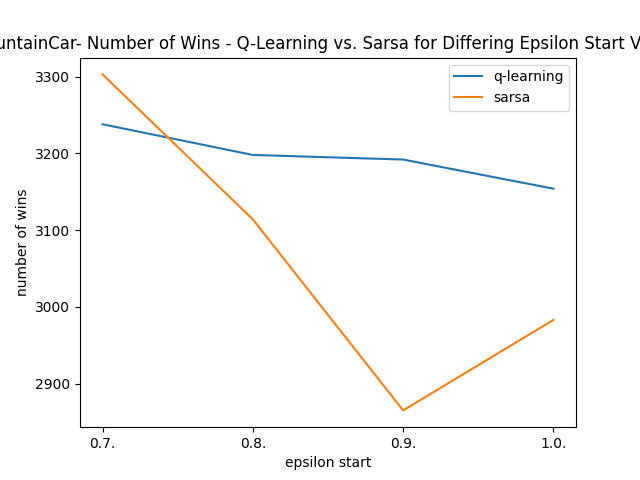 untainCar- Number of Wins - Q-Learning vs. Sarsa for Differing Epsilon Start V
q-learning
sarsa
number of wins
3300
3200
3100
3000
2900
0.7.
0.8.
0.9.
1.0.
epsilon start